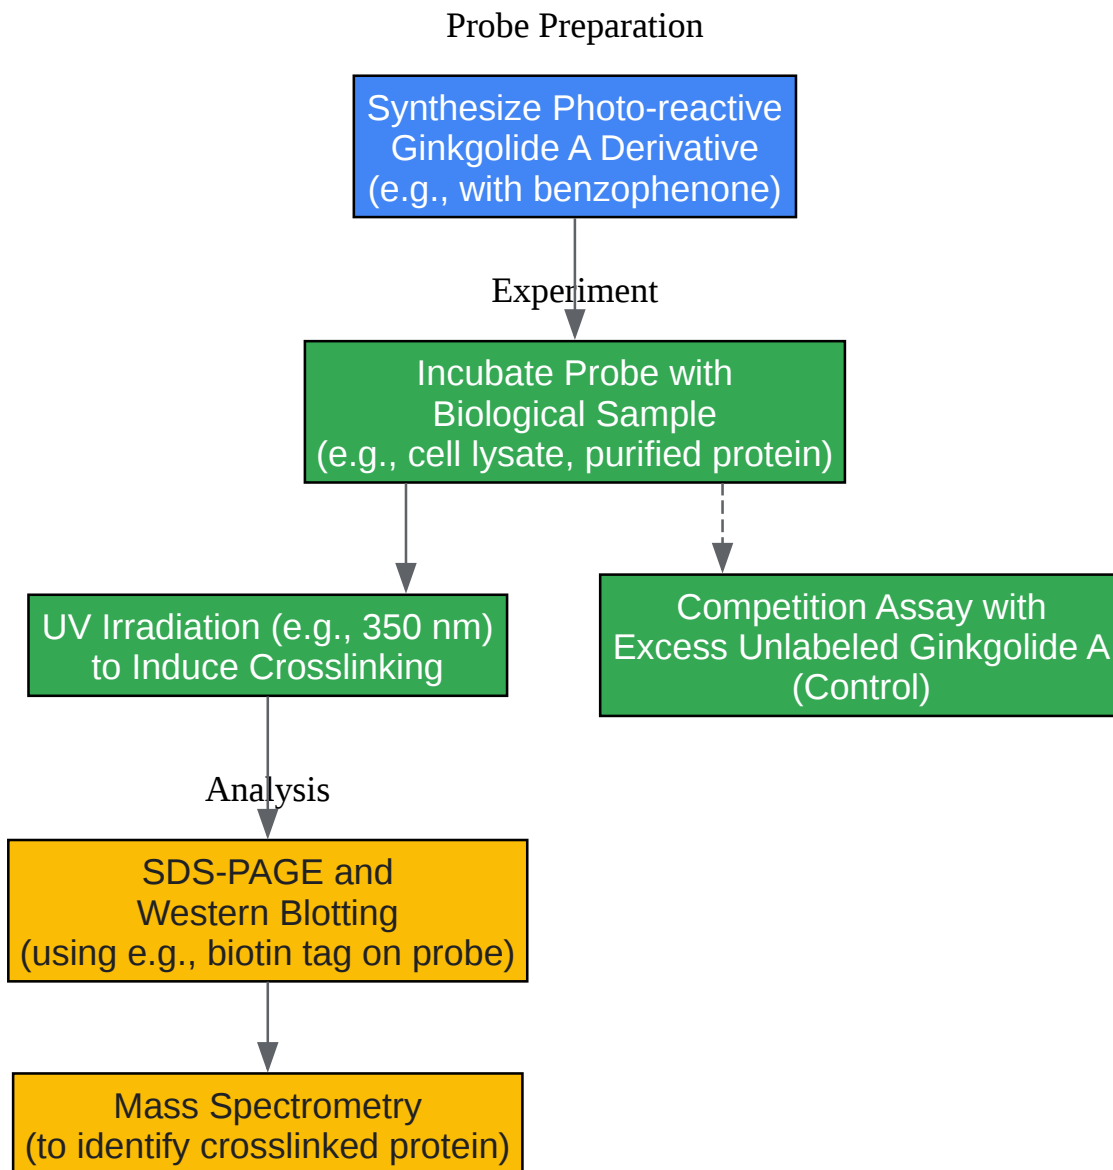 Probe Preparation
Synthesize Photo-reactive
Ginkgolide A Derivative
(e.g., with benzophenone)
Experiment
Incubate Probe with
Biological Sample
(e.g., cell lysate, purified protein)
UV Irradiation (e.g., 350 nm)
to Induce Crosslinking
Competition Assay with
Excess Unlabeled Ginkgolide A
(Control)
Analysis
SDS-PAGE and
Western Blotting
(using e.g., biotin tag on probe)
Mass Spectrometry
(to identify crosslinked protein)